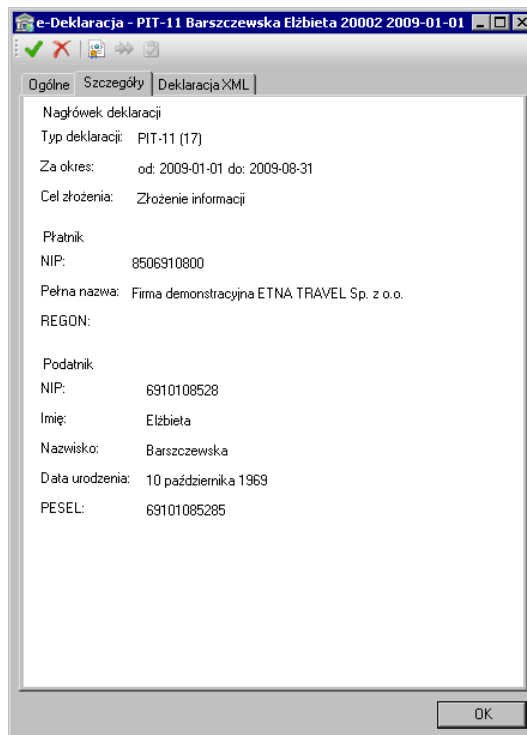 e-Deklaracja - PIT-11 Barszczewska Elżbieta 20002 2009-01-01
Ogólne Szczegóły Deklaracja XML
Nagłówek deklaracji
Typ deklaracji: PIT-11 (17)
Za okres: od: 2009-01-01 do: 2009-08-31
Cel złożenia: Złożenie informacji
Płatnik
NIP: 8506910800
Pełna nazwa: Firma demonstracyjna ETNA TRAVEL Sp. z o.o.
REGON:
Podatnik
NIP: 6910108528
Imię: Elżbieta
Nazwisko: Barszczewska
Data urodzenia: 10 października 1969
PESEL: 69101085285
OK